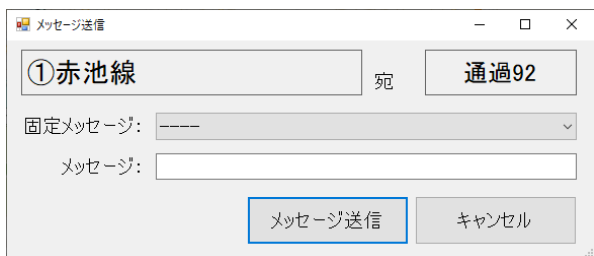 メッセージ送信
①赤池線 宛 通過92
固定メッセージ: ----
メッセージ:
メッセージ送信 キャンセル